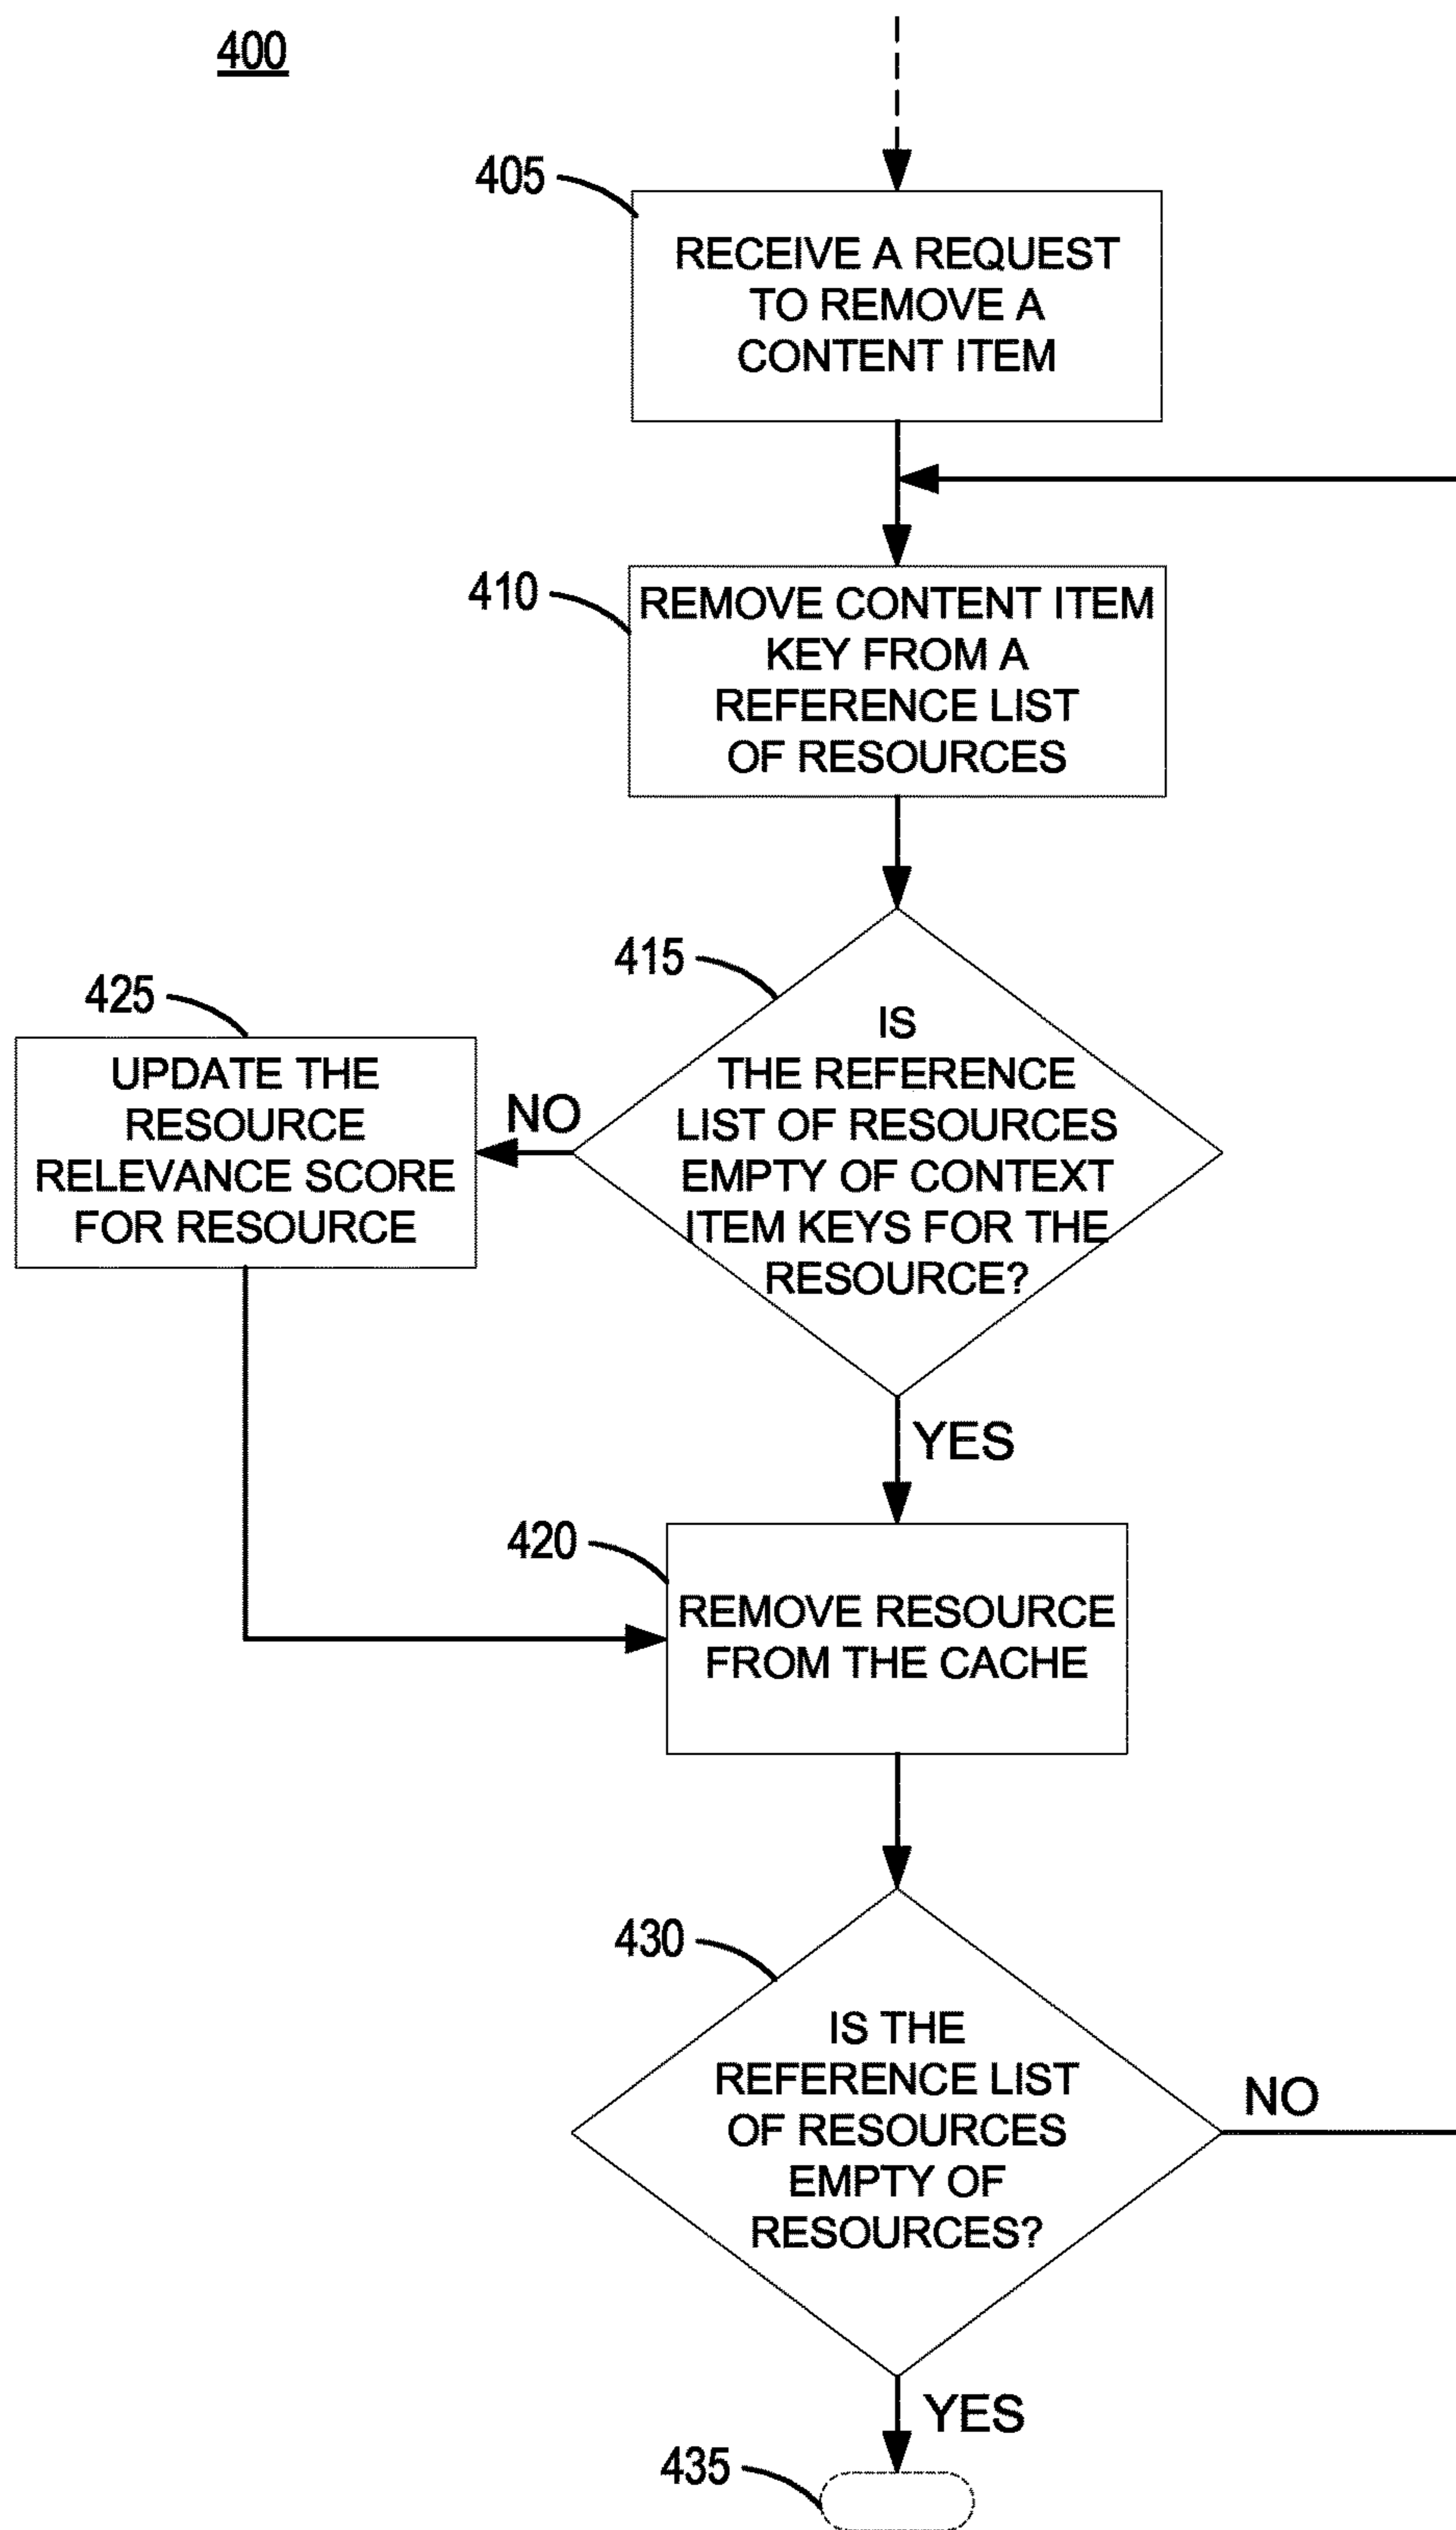 400
405
RECEIVE A REQUEST
TO REMOVE A
CONTENT ITEM
410
REMOVE CONTENT ITEM
KEY FROM A
REFERENCE LIST
OF RESOURCES
415
IS
THE REFERENCE
LIST OF RESOURCES
EMPTY OF CONTEXT
ITEM KEYS FOR THE
RESOURCE?
NO
425
UPDATE THE
RESOURCE
RELEVANCE SCORE
FOR RESOURCE
YES
420
REMOVE RESOURCE
FROM THE CACHE
430
IS THE
REFERENCE LIST
OF RESOURCES
EMPTY OF
RESOURCES?
NO
YES
435